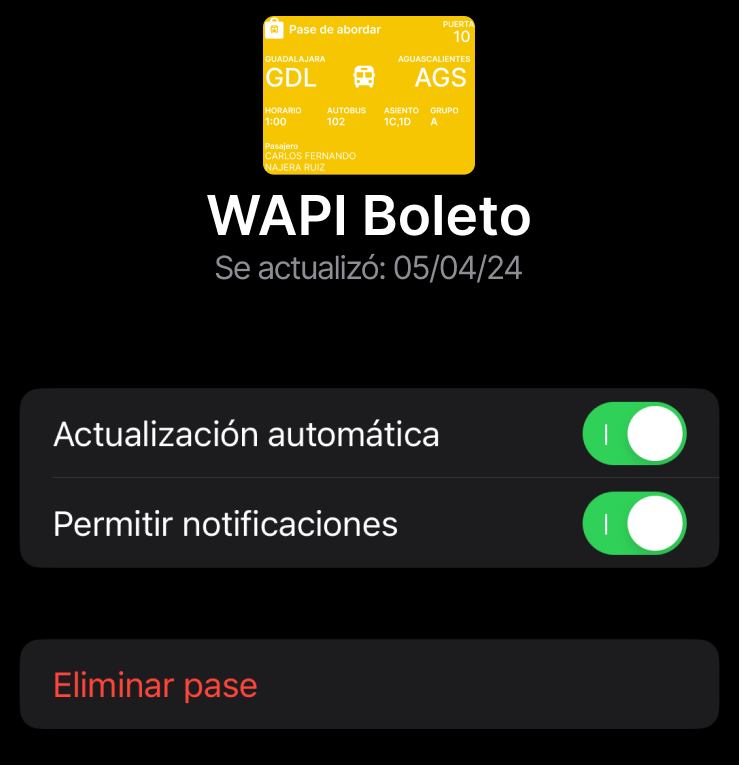 Pase de abordar
PUERTA
10
GUADALAJARA AGUASCALIENTES
GDL AGS
HORARIO AUTOBUS ASIENTO GRUPO
1:00 102 1C,1D A
Pasajero
CARLOS FERNANDO
NAJERA RUIZ
WAPI Boleto
Se actualizó: 05/04/24
Actualización automática
Permitir notificaciones
Eliminar pase